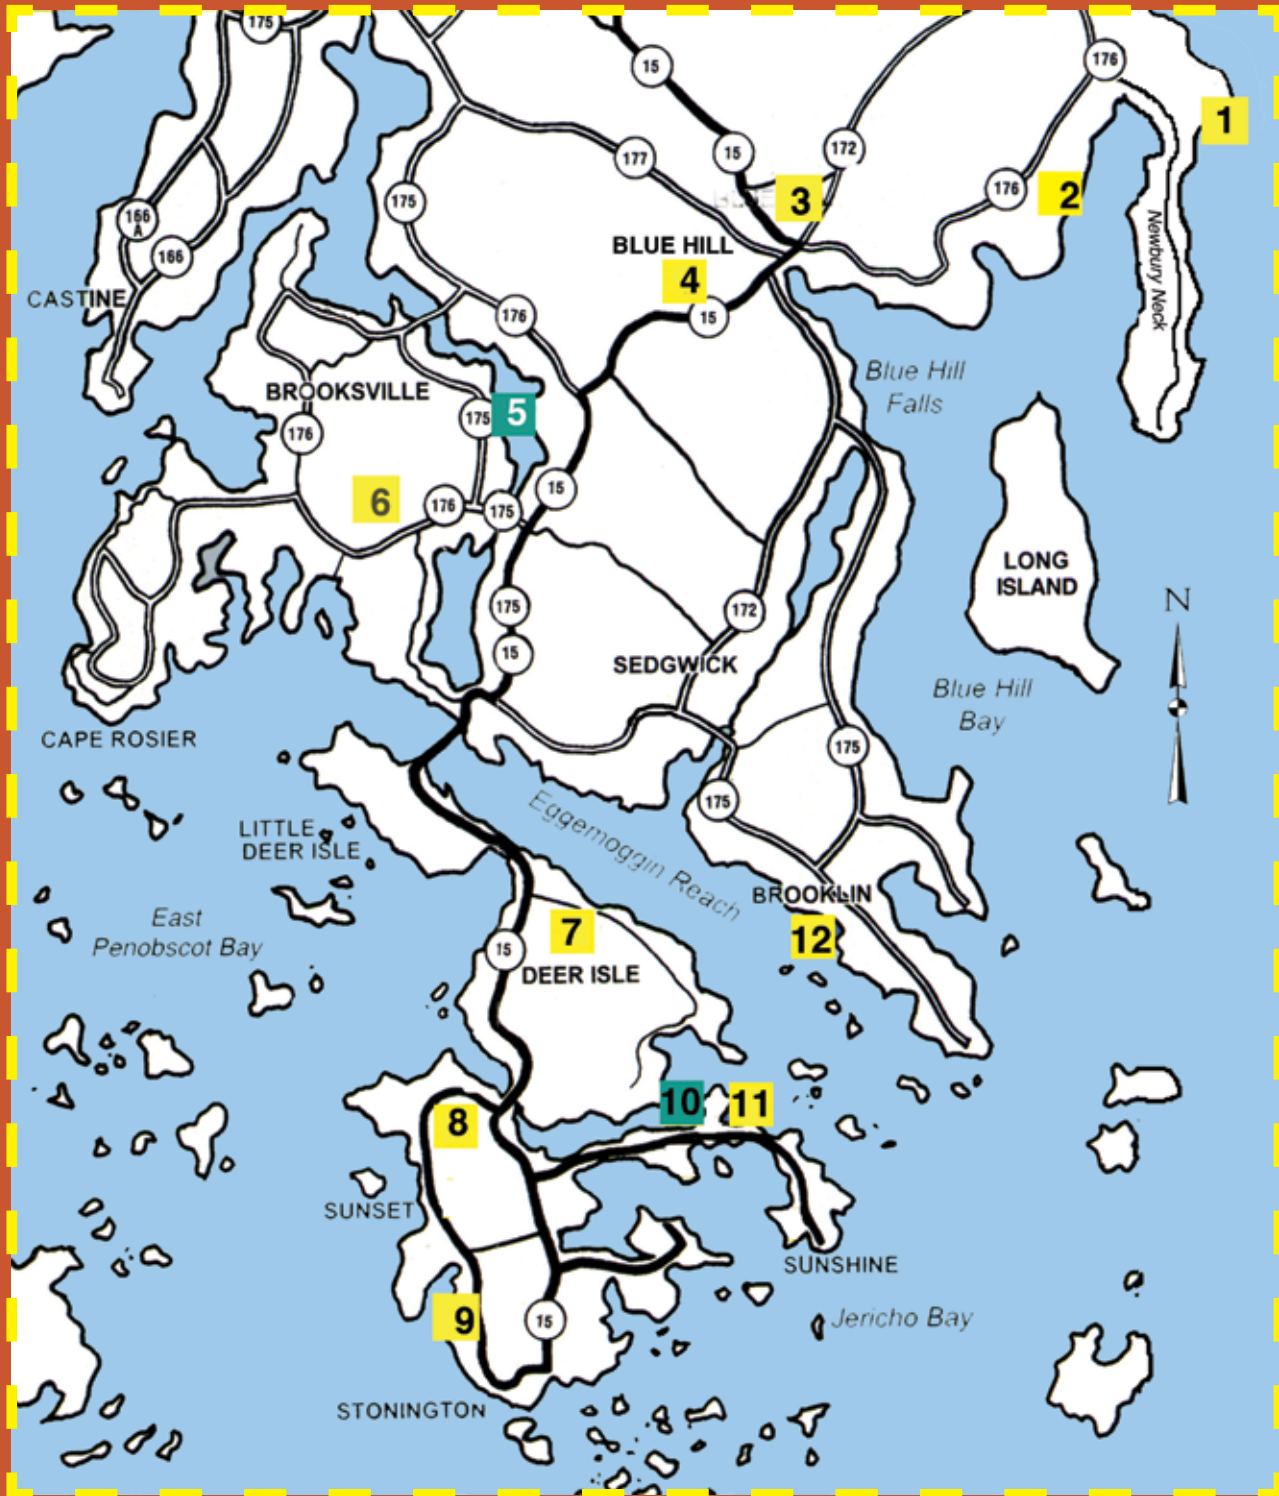 175
15
176
1
15
172
177
3
176
2
175
166
A
166
Newbury Neck
BLUE HILL
4
CASTINE
176
15
Blue Hill
Falls
BROOKSVILLE
175
5
176
15
6
176
175
LONG
ISLAND
N
175
172
15
SEDGWICK
Blue Hill
Bay
CAPE ROSIER
175
175
Eggemoggin Reach
LITTLE
DEER ISLE
BROOKLIN
East
Penobscot Bay
7
12
15
DEER ISLE
10
11
8
SUNSET
SUNSHINE
9
15
Jericho Bay
STONINGTON